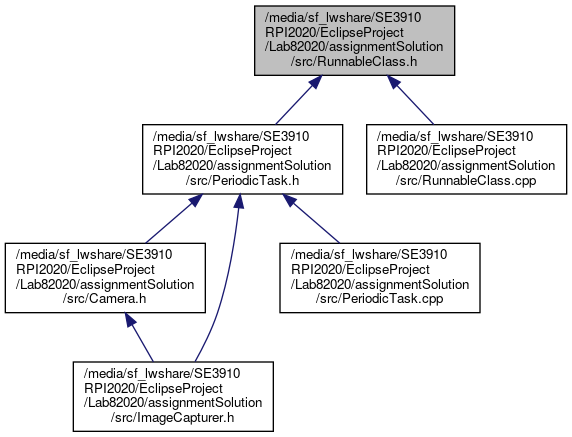 /media/sf_lwshare/SE3910
RPI2020/EclipseProject
/Lab82020/assignmentSolution
/src/RunnableClass.h
/media/sf_lwshare/SE3910
RPI2020/EclipseProject
/Lab82020/assignmentSolution
/src/PeriodicTask.h
/media/sf_lwshare/SE3910
RPI2020/EclipseProject
/Lab82020/assignmentSolution
/src/RunnableClass.cpp
/media/sf_lwshare/SE3910
RPI2020/EclipseProject
/Lab82020/assignmentSolution
/src/Camera.h
/media/sf_lwshare/SE3910
RPI2020/EclipseProject
/Lab82020/assignmentSolution
/src/PeriodicTask.cpp
/media/sf_lwshare/SE3910
RPI2020/EclipseProject
/Lab82020/assignmentSolution
/src/ImageCapturer.h